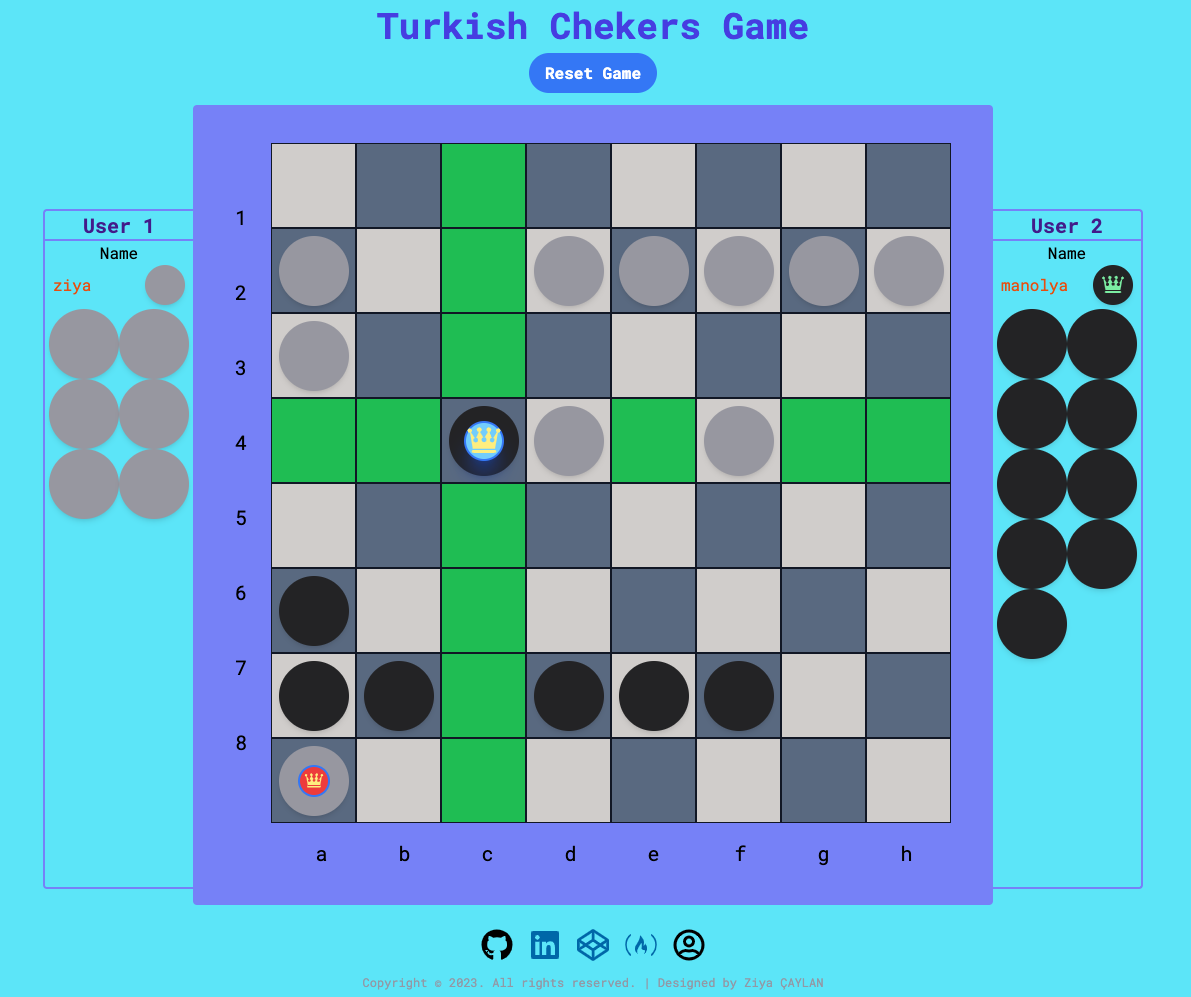 Turkish Chekers Game
Reset Game
User 1
Name
ziya
User 2
Name
manolya
1
2
3
4
5
6
7
8
a b c d e f g h
in
Copyright © 2023. All rights reserved. | Designed by Ziya ÇAYLAN